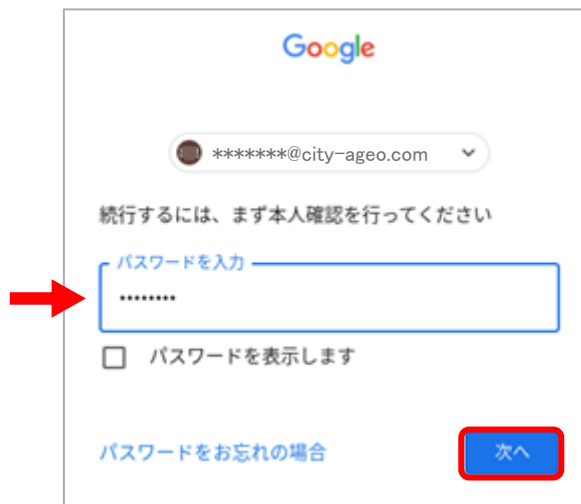 Google
*******@city-ageo.com
続行するには、まず本人確認を行ってください
パスワードを入力
••••••••
パスワードを表示します
パスワードをお忘れの場合
次へ